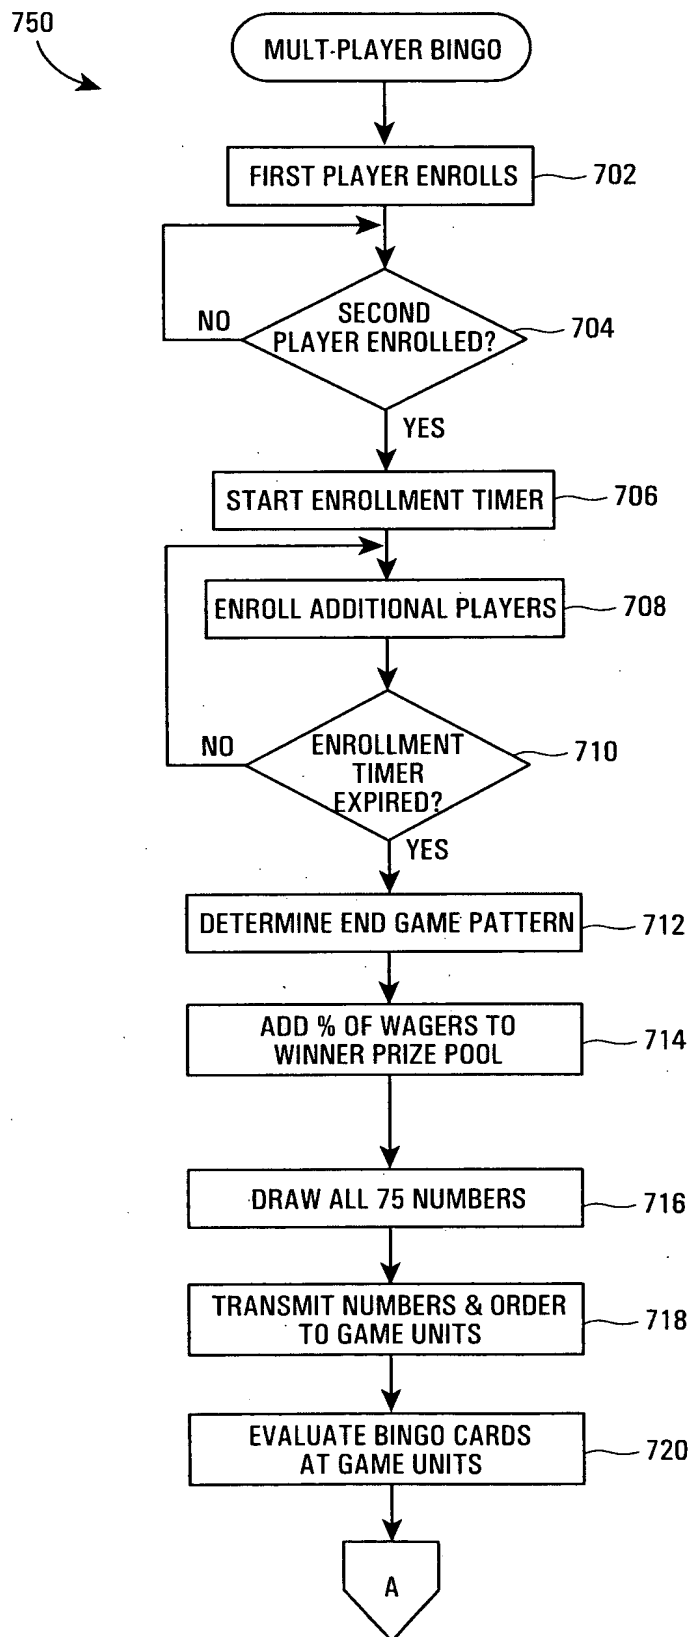 750
MULT-PLAYER BINGO
FIRST PLAYER ENROLLS
702
SECOND
PLAYER ENROLLED?
704
NO
YES
START ENROLLMENT TIMER
706
ENROLL ADDITIONAL PLAYERS
708
ENROLLMENT
TIMER
EXPIRED?
710
NO
YES
DETERMINE END GAME PATTERN
712
ADD % OF WAGERS TO
WINNER PRIZE POOL
714
DRAW ALL 75 NUMBERS
716
TRANSMIT NUMBERS & ORDER
TO GAME UNITS
718
EVALUATE BINGO CARDS
AT GAME UNITS
720
A